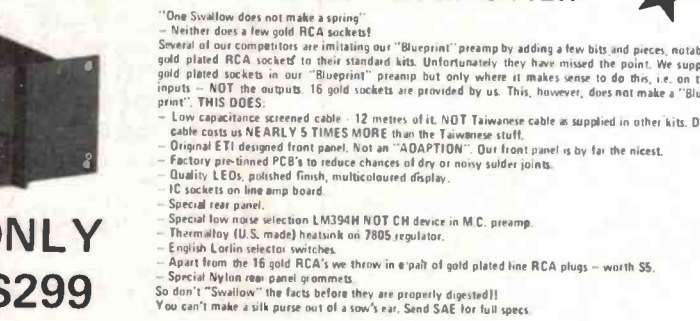 "One Swallow does not make a spring"
– Neither does a few gold RCA sockets!
Several of our competitors are imitating our "Blueprint" preamp by adding a few bits and pieces, notab
gold plated RCA sockets to their standard kits. Unfortunately they have missed the point. We supp
gold plated sockets in our "Blueprint" preamp but only where it makes sense to do this, i.e. on t
inputs – NOT the outputs. 16 gold sockets are provided by us. This, however, does not make a "Blu
print". THIS DOES:
– Low capacitance screened cable - 12 metres of it. NOT Taiwanese cable as supplied in other kits. O
cable costs us NEARLY 5 TIMES MORE than the Taiwanese stuff.
– Original ETI designed front panel. Not an "ADAPTION". Our front panel is by far the nicest.
– Factory pre-tinned PCB's to reduce chances of dry or noisy sulder joints.
– Quality LEDs, polished finish, multicoloured display.
– IC sockets on line amp board.
– Special rear panel.
– Special low noise selection LM394H NOT CH device in M.C. preamp.
– Thermalloy (U.S. made) heatsink on 7805 regulator.
– English Lorlin selector switches.
– Apart from the 16 gold RCA's we throw in a pair of gold plated line RCA plugs – worth $5.
– Special Nylon rear panel grommets.
So don't "Swallow" the facts before they are properly digested!!
You can't make a silk purse out of a sow's ear. Send SAE for full specs.
ONLY
$299